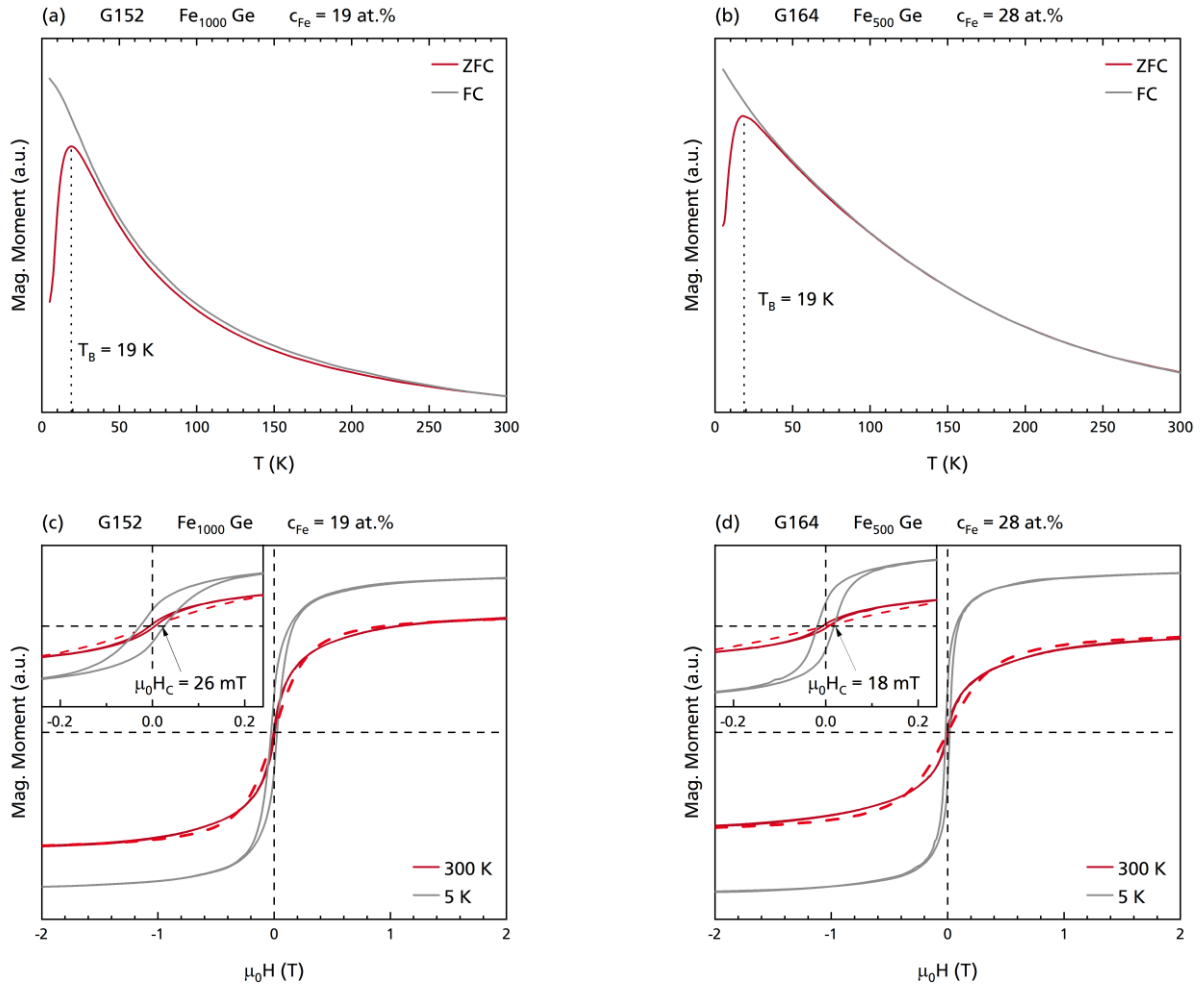 (a) G152 Fe1000 Ge cFe = 19 at.%
ZFC
FC
Mag. Moment (a.u.)
TB = 19 K
0 50 100 150 200 250 300
T (K)
(b) G164 Fe500 Ge cFe = 28 at.%
ZFC
FC
Mag. Moment (a.u.)
TB = 19 K
0 50 100 150 200 250 300
T (K)
(c) G152 Fe1000 Ge cFe = 19 at.%
μ0HC = 26 mT
-0.2 0.0 0.2
Mag. Moment (a.u.)
300 K
5 K
-2 -1 0 1 2
μ0H (T)
(d) G164 Fe500 Ge cFe = 28 at.%
μ0HC = 18 mT
-0.2 0.0 0.2
Mag. Moment (a.u.)
300 K
5 K
-2 -1 0 1 2
μ0H (T)